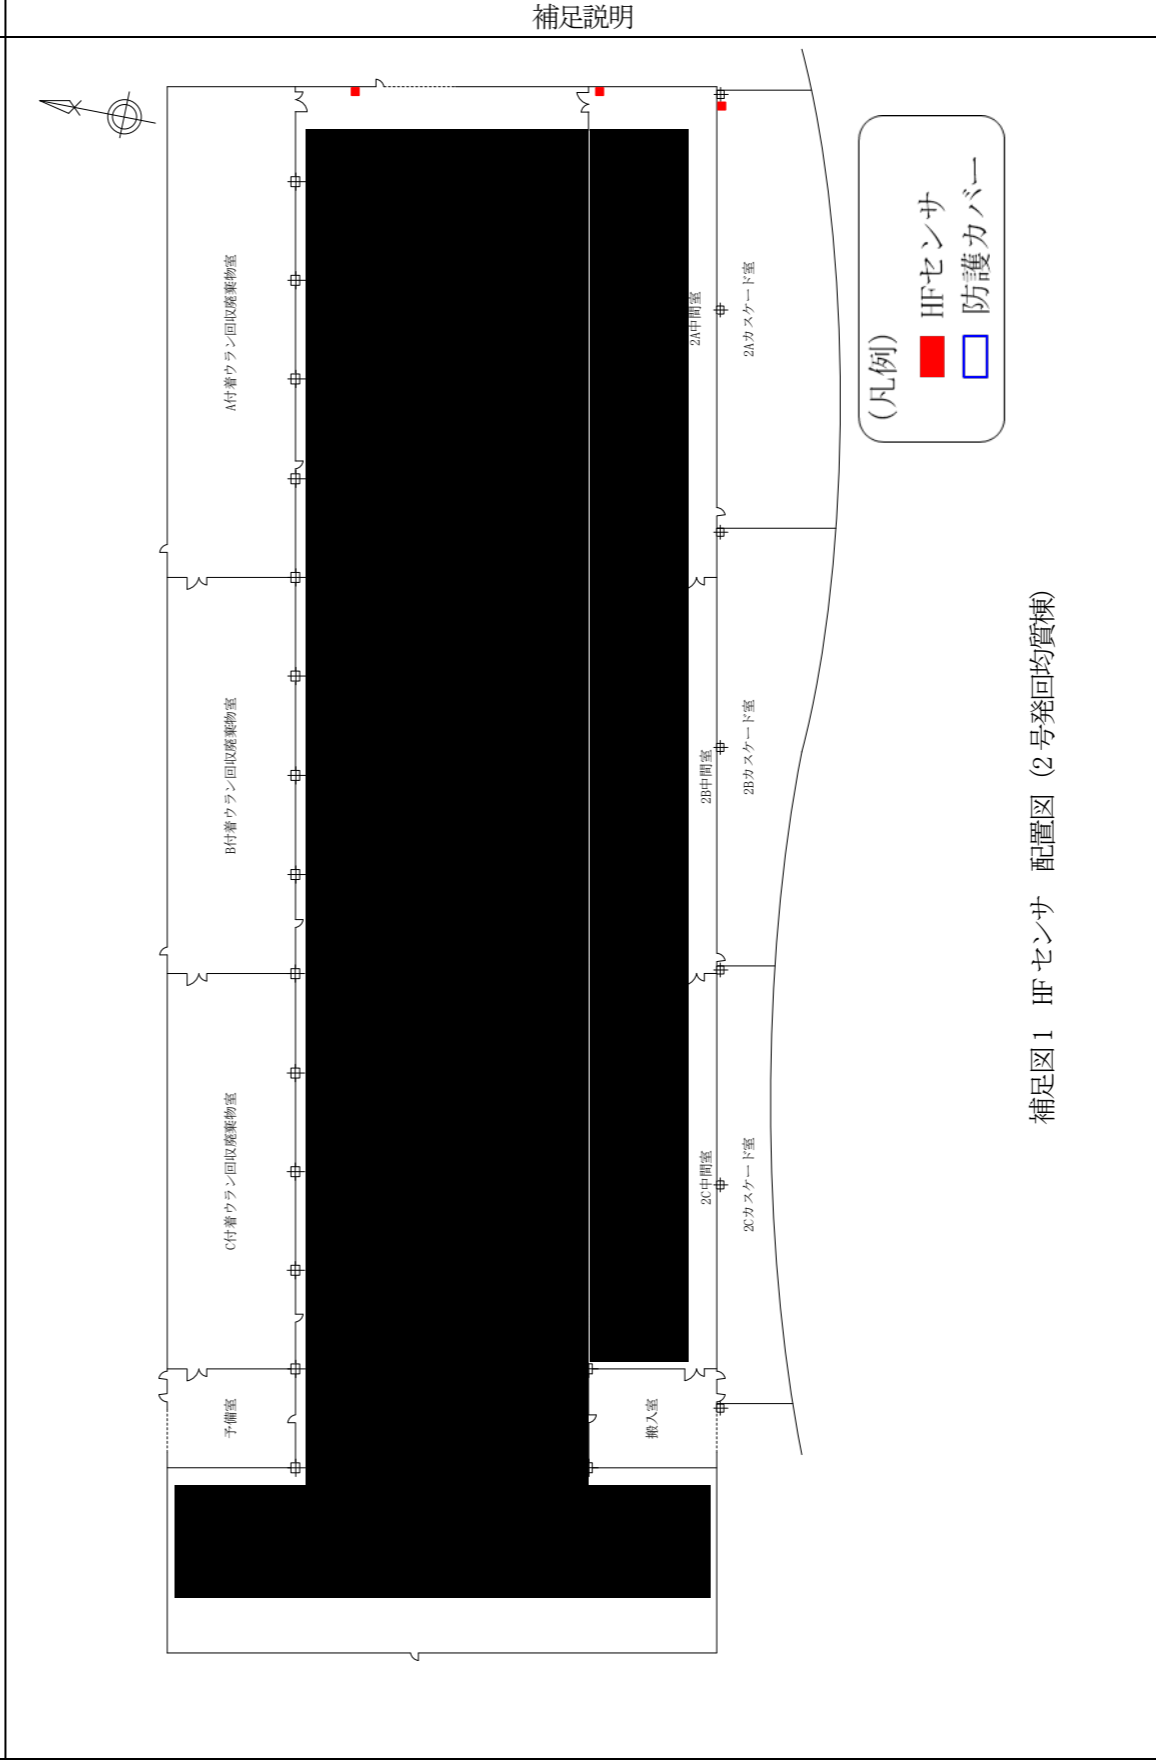 補足説明
A付着ウラン回収廃棄物室
2A中間室
2Aカスケード室
(凡例)
HFセンサ
防護カバー
B付着ウラン回収廃棄物室
2B中間室
2Bカスケード室
C付着ウラン回収廃棄物室
2C中間室
2Cカスケード室
予備室
搬入室
補足図1　HFセンサ　配置図（2号発回均質棟）